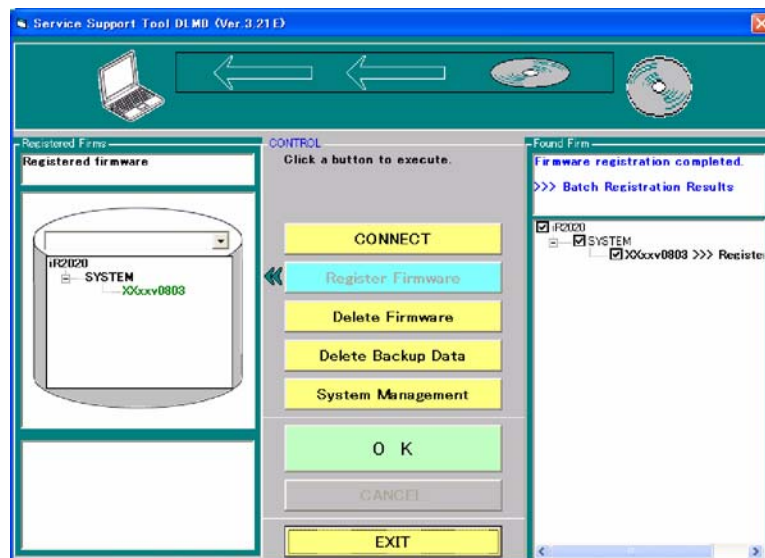 Service Support Tool DLM0 (Ver.3.21E)
Registered Firms
Registered firmware
iR2020
SYSTEM
XXxxv0803
CONTROL
Click a button to execute.
CONNECT
Register Firmware
Delete Firmware
Delete Backup Data
System Management
O K
CANCEL
EXIT
Found Firm
Firmware registration completed.
>>> Batch Registration Results
iR2020
SYSTEM
XXxxv0803 >>> Registe